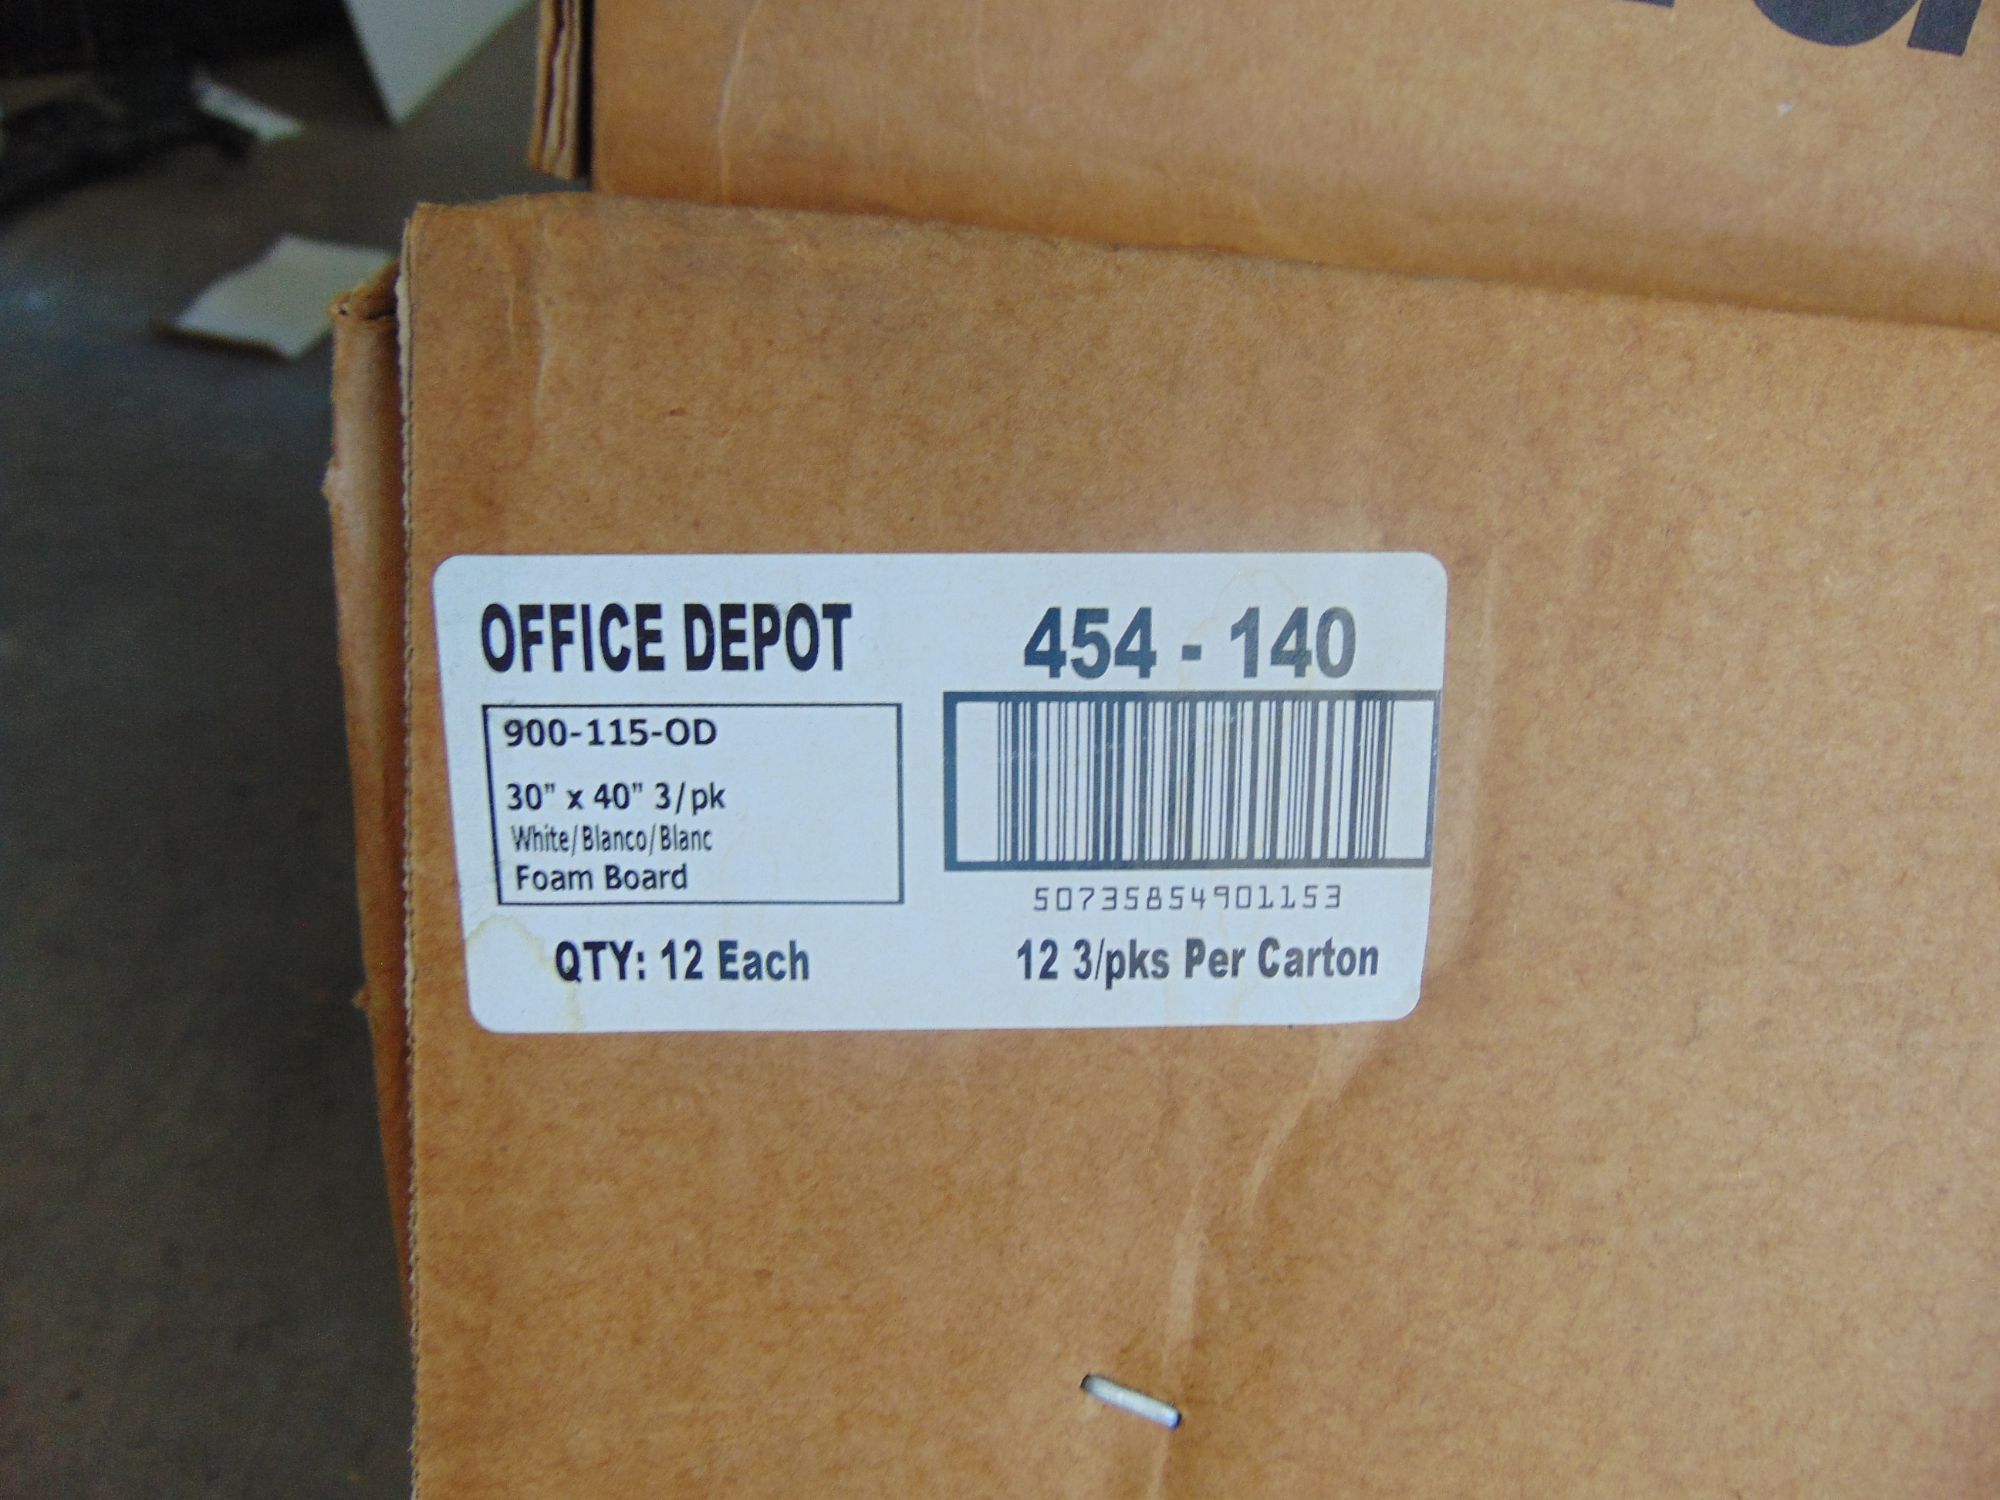 OFFICE DEPOT
454 - 140
900-115-OD
30" x 40" 3/pk
White/Blanco/Blanc
Foam Board
50735854901153
QTY: 12 Each
12 3/pks Per Carton